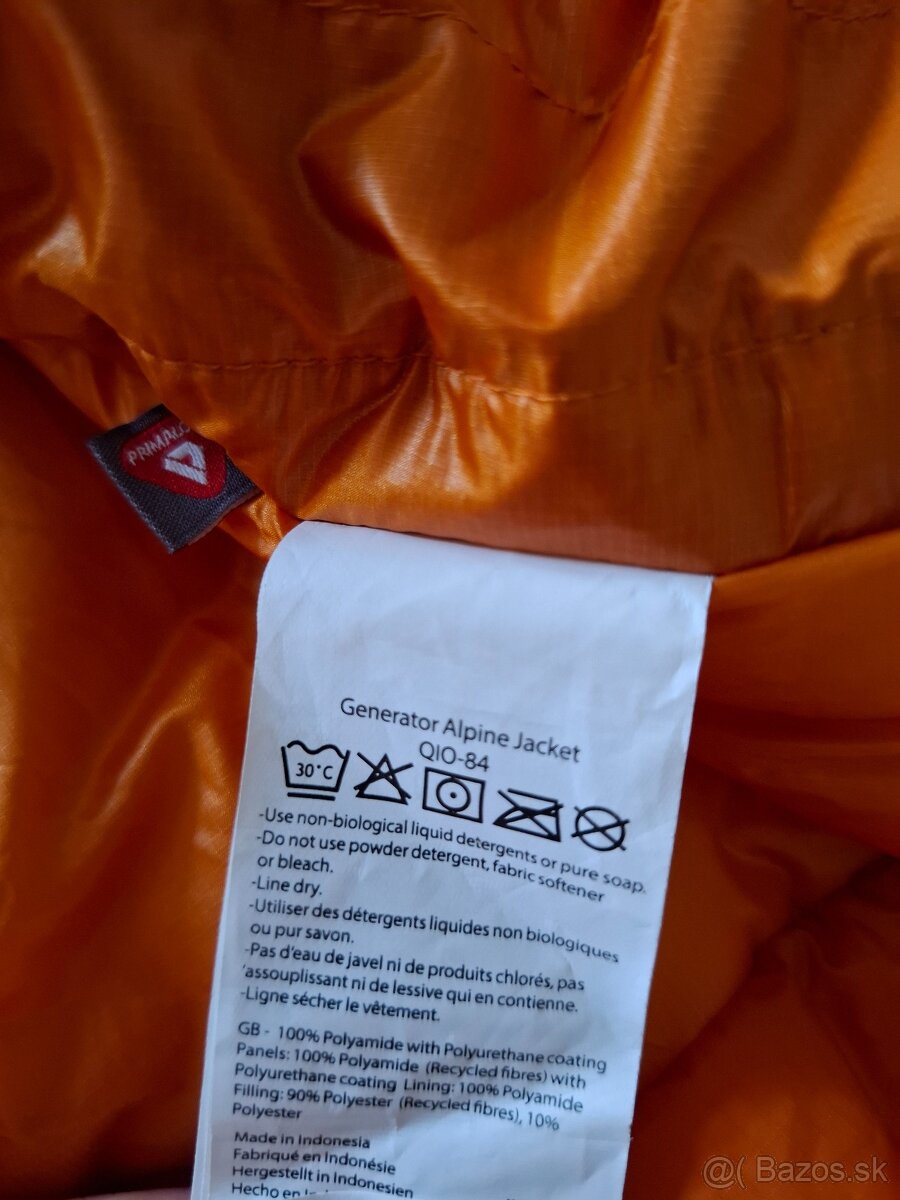 Generator Alpine Jacket
QIO-84
30°C
-Use non-biological liquid detergents or pure soap.
-Do not use powder detergent, fabric softener
or bleach.
-Line dry.
-Utiliser des détergents liquides non biologiques
ou pur savon.
-Pas d'eau de javel ni de produits chlorés, pas
'assouplissant ni de lessive qui en contienne.
-Ligne sécher le vêtement.
GB - 100% Polyamide with Polyurethane coating
Panels: 100% Polyamide (Recycled fibres) with
Polyurethane coating Lining: 100% Polyamide
Filling: 90% Polyester (Recycled fibres), 10%
Polyester
Made in Indonesia
Fabriqué en Indonésie
Hergestellt in Indonesien
Hecho en
@( Bazos.sk